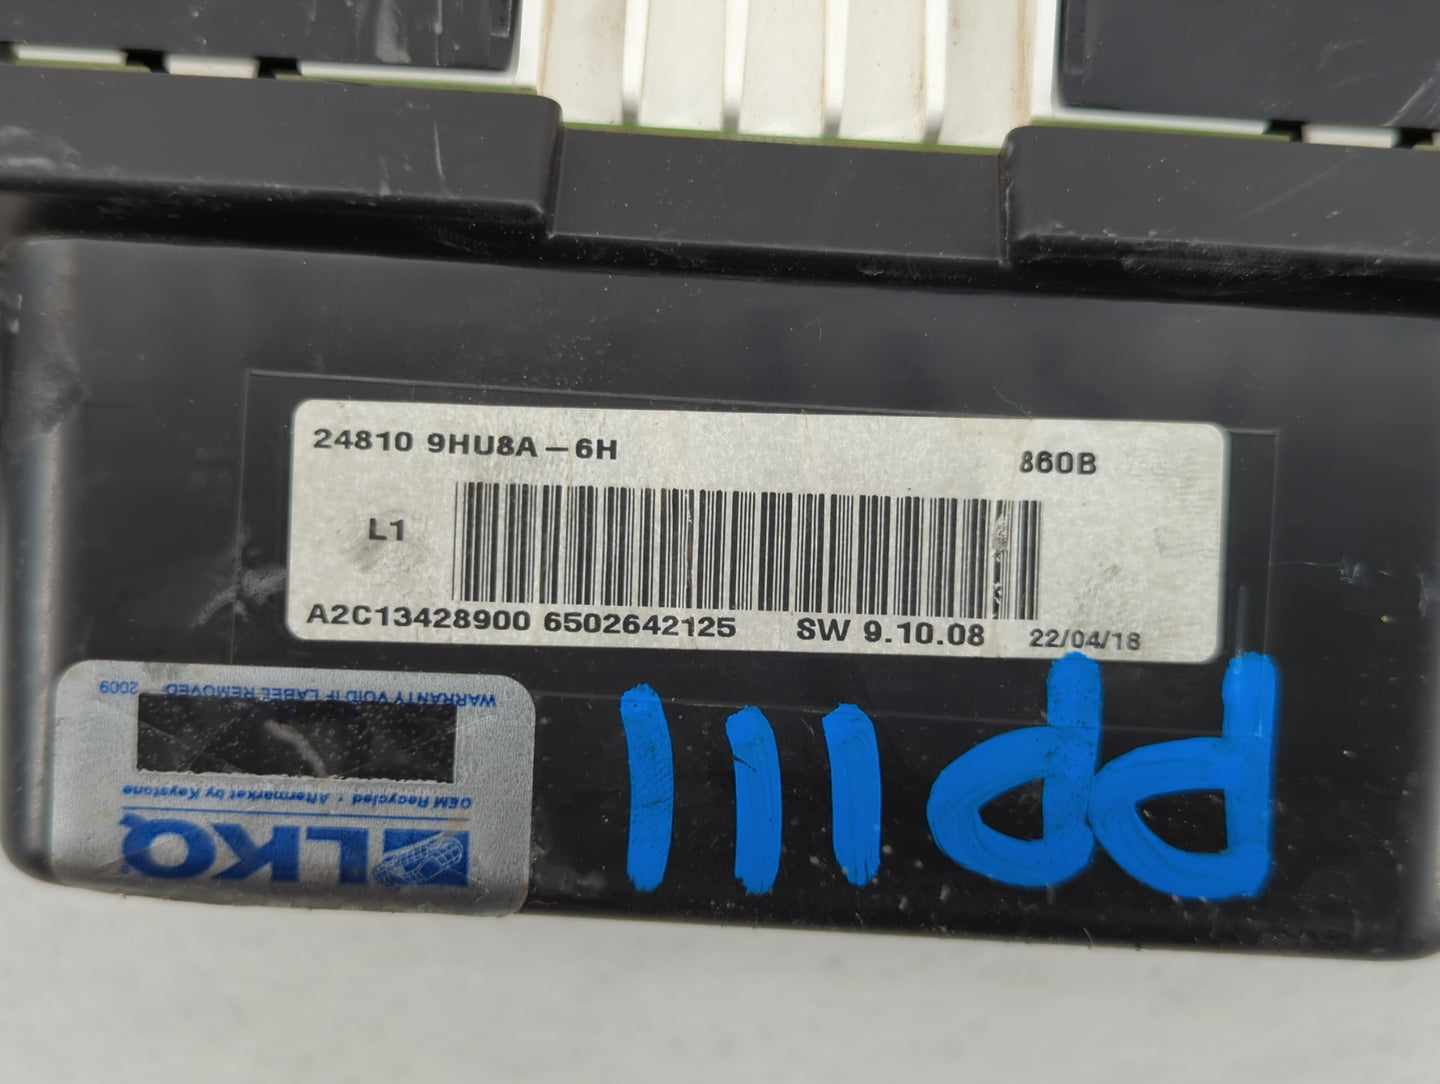 24810 9HU8A – 6H
860B
L1
A2C13428900 6502642125 SW 9.10.08 22/04/16
PP111
LKQ
OEM Recycled · Aftermarket by Keystone
WARRANTY VOID IF LABEL REMOVED 2009